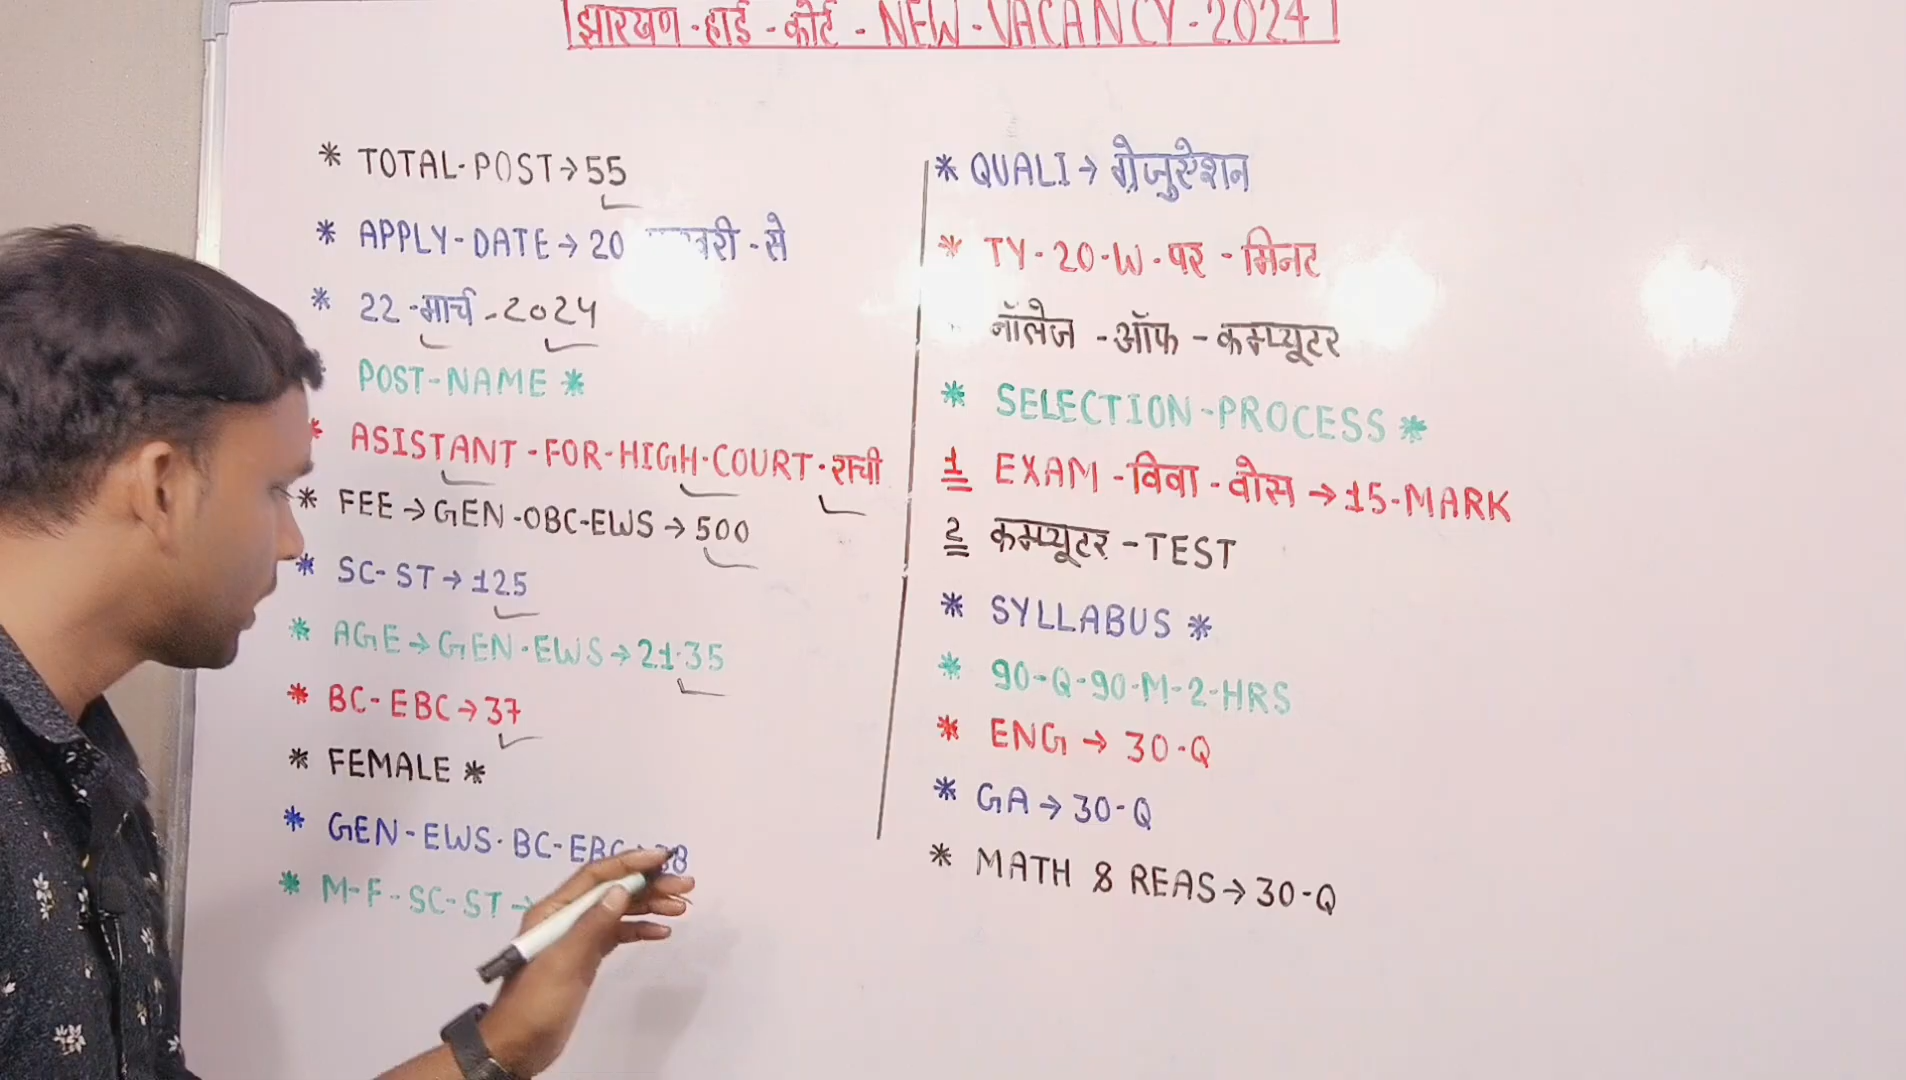 झारखण-हाई-कोर्ट-NEW-VACANCY-2024
* TOTAL-POST→55
* APPLY-DATE→20 -से
* 22-मार्च-2024
POST-NAME *
* ASISTANT-FOR-HIGH-COURT-राची
* FEE→GEN-OBC-EWS→500
* SC-ST→125
* AGE→GEN-EWS→21-35
* BC-EBC→37
* FEMALE *
* GEN-EWS-BC-EBC→38
* M-F-SC-ST→
* QUALI→ग्रेजुऐशन
* TY-20-W-पर-मिनट
नॉलेज-ऑफ-कम्प्यूटर
* SELECTION-PROCESS *
1 EXAM-विवा-वोस→15-MARK
2 कम्प्यूटर-TEST
* SYLLABUS *
* 90-Q-90-M-2-HRS
* ENG→30-Q
* GA→30-Q
* MATH & REAS→30-Q